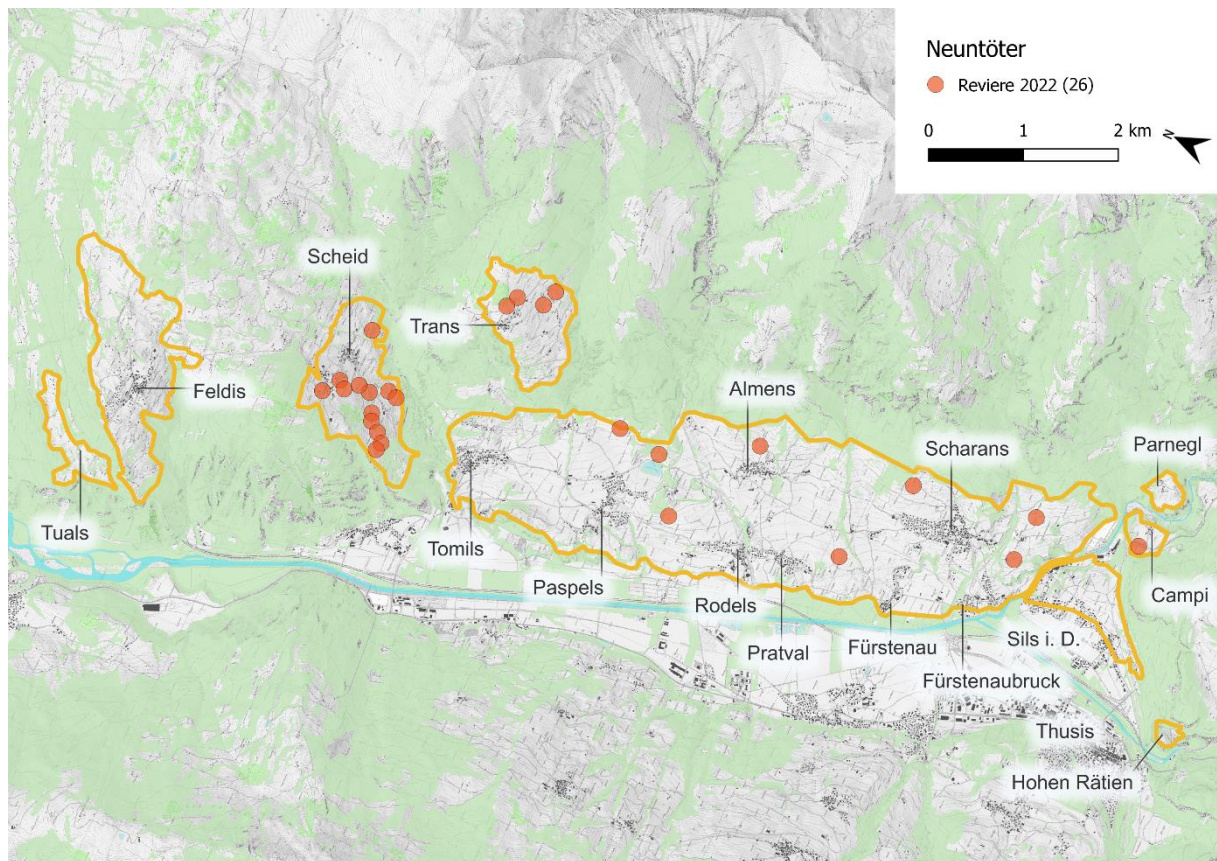 Neuntöter
Reviere 2022 (26)
0 1 2 km
N
Scheid
Trans
Feldis
Almens
Scharans
Parnegl
Tuals
Tomils
Paspels
Rodels
Pratval
Fürstenau
Fürstenaubruck
Sils i. D.
Campi
Thusis
Hohen Rätien